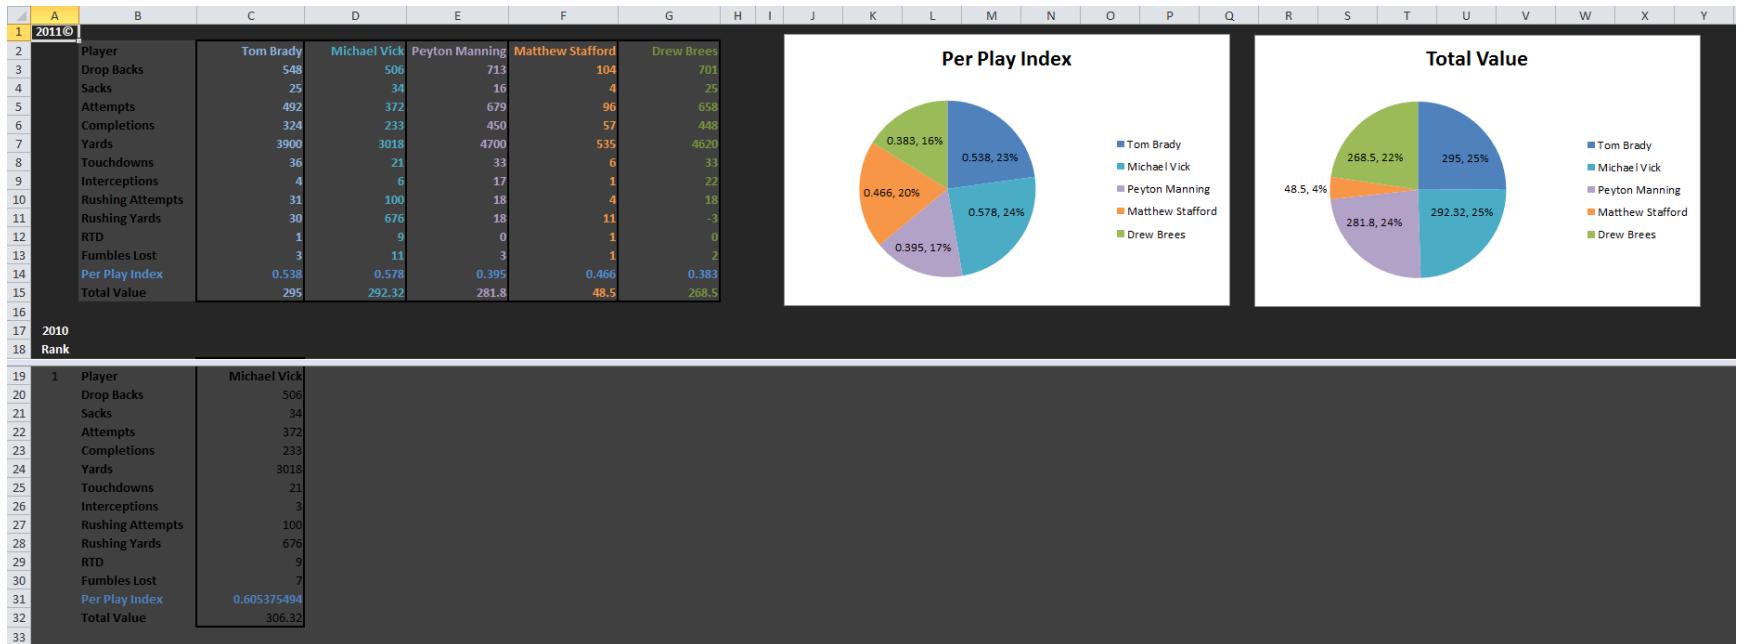 A B C D E F G H I J K L M N O P Q R S T U V W X Y
1 2011©
2 Player Tom Brady Michael Vick Peyton Manning Matthew Stafford Drew Brees
3 Drop Backs 548 506 713 104 701
4 Sacks 25 34 16 4 25
5 Attempts 492 372 679 96 658
6 Completions 324 233 450 57 448
7 Yards 3900 3018 4700 535 4620
8 Touchdowns 36 21 33 6 33
9 Interceptions 4 6 17 1 22
10 Rushing Attempts 31 100 18 4 18
11 Rushing Yards 30 676 18 11 -3
12 RTD 1 9 0 1 0
13 Fumbles Lost 3 11 3 1 2
14 Per Play Index 0.538 0.578 0.395 0.466 0.383
15 Total Value 295 292.32 281.8 48.5 268.5
16
17 2010
18 Rank
Per Play Index
0.383, 16%
0.538, 23%
0.466, 20%
0.578, 24%
0.395, 17%
Tom Brady
Michael Vick
Peyton Manning
Matthew Stafford
Drew Brees
Total Value
268.5, 22%
295, 25%
48.5, 4%
292.32, 25%
281.8, 24%
Tom Brady
Michael Vick
Peyton Manning
Matthew Stafford
Drew Brees
19 1 Player Michael Vick
20 Drop Backs 506
21 Sacks 34
22 Attempts 372
23 Completions 233
24 Yards 3018
25 Touchdowns 21
26 Interceptions 3
27 Rushing Attempts 100
28 Rushing Yards 676
29 RTD 9
30 Fumbles Lost 7
31 Per Play Index 0.605375494
32 Total Value 306.32
33